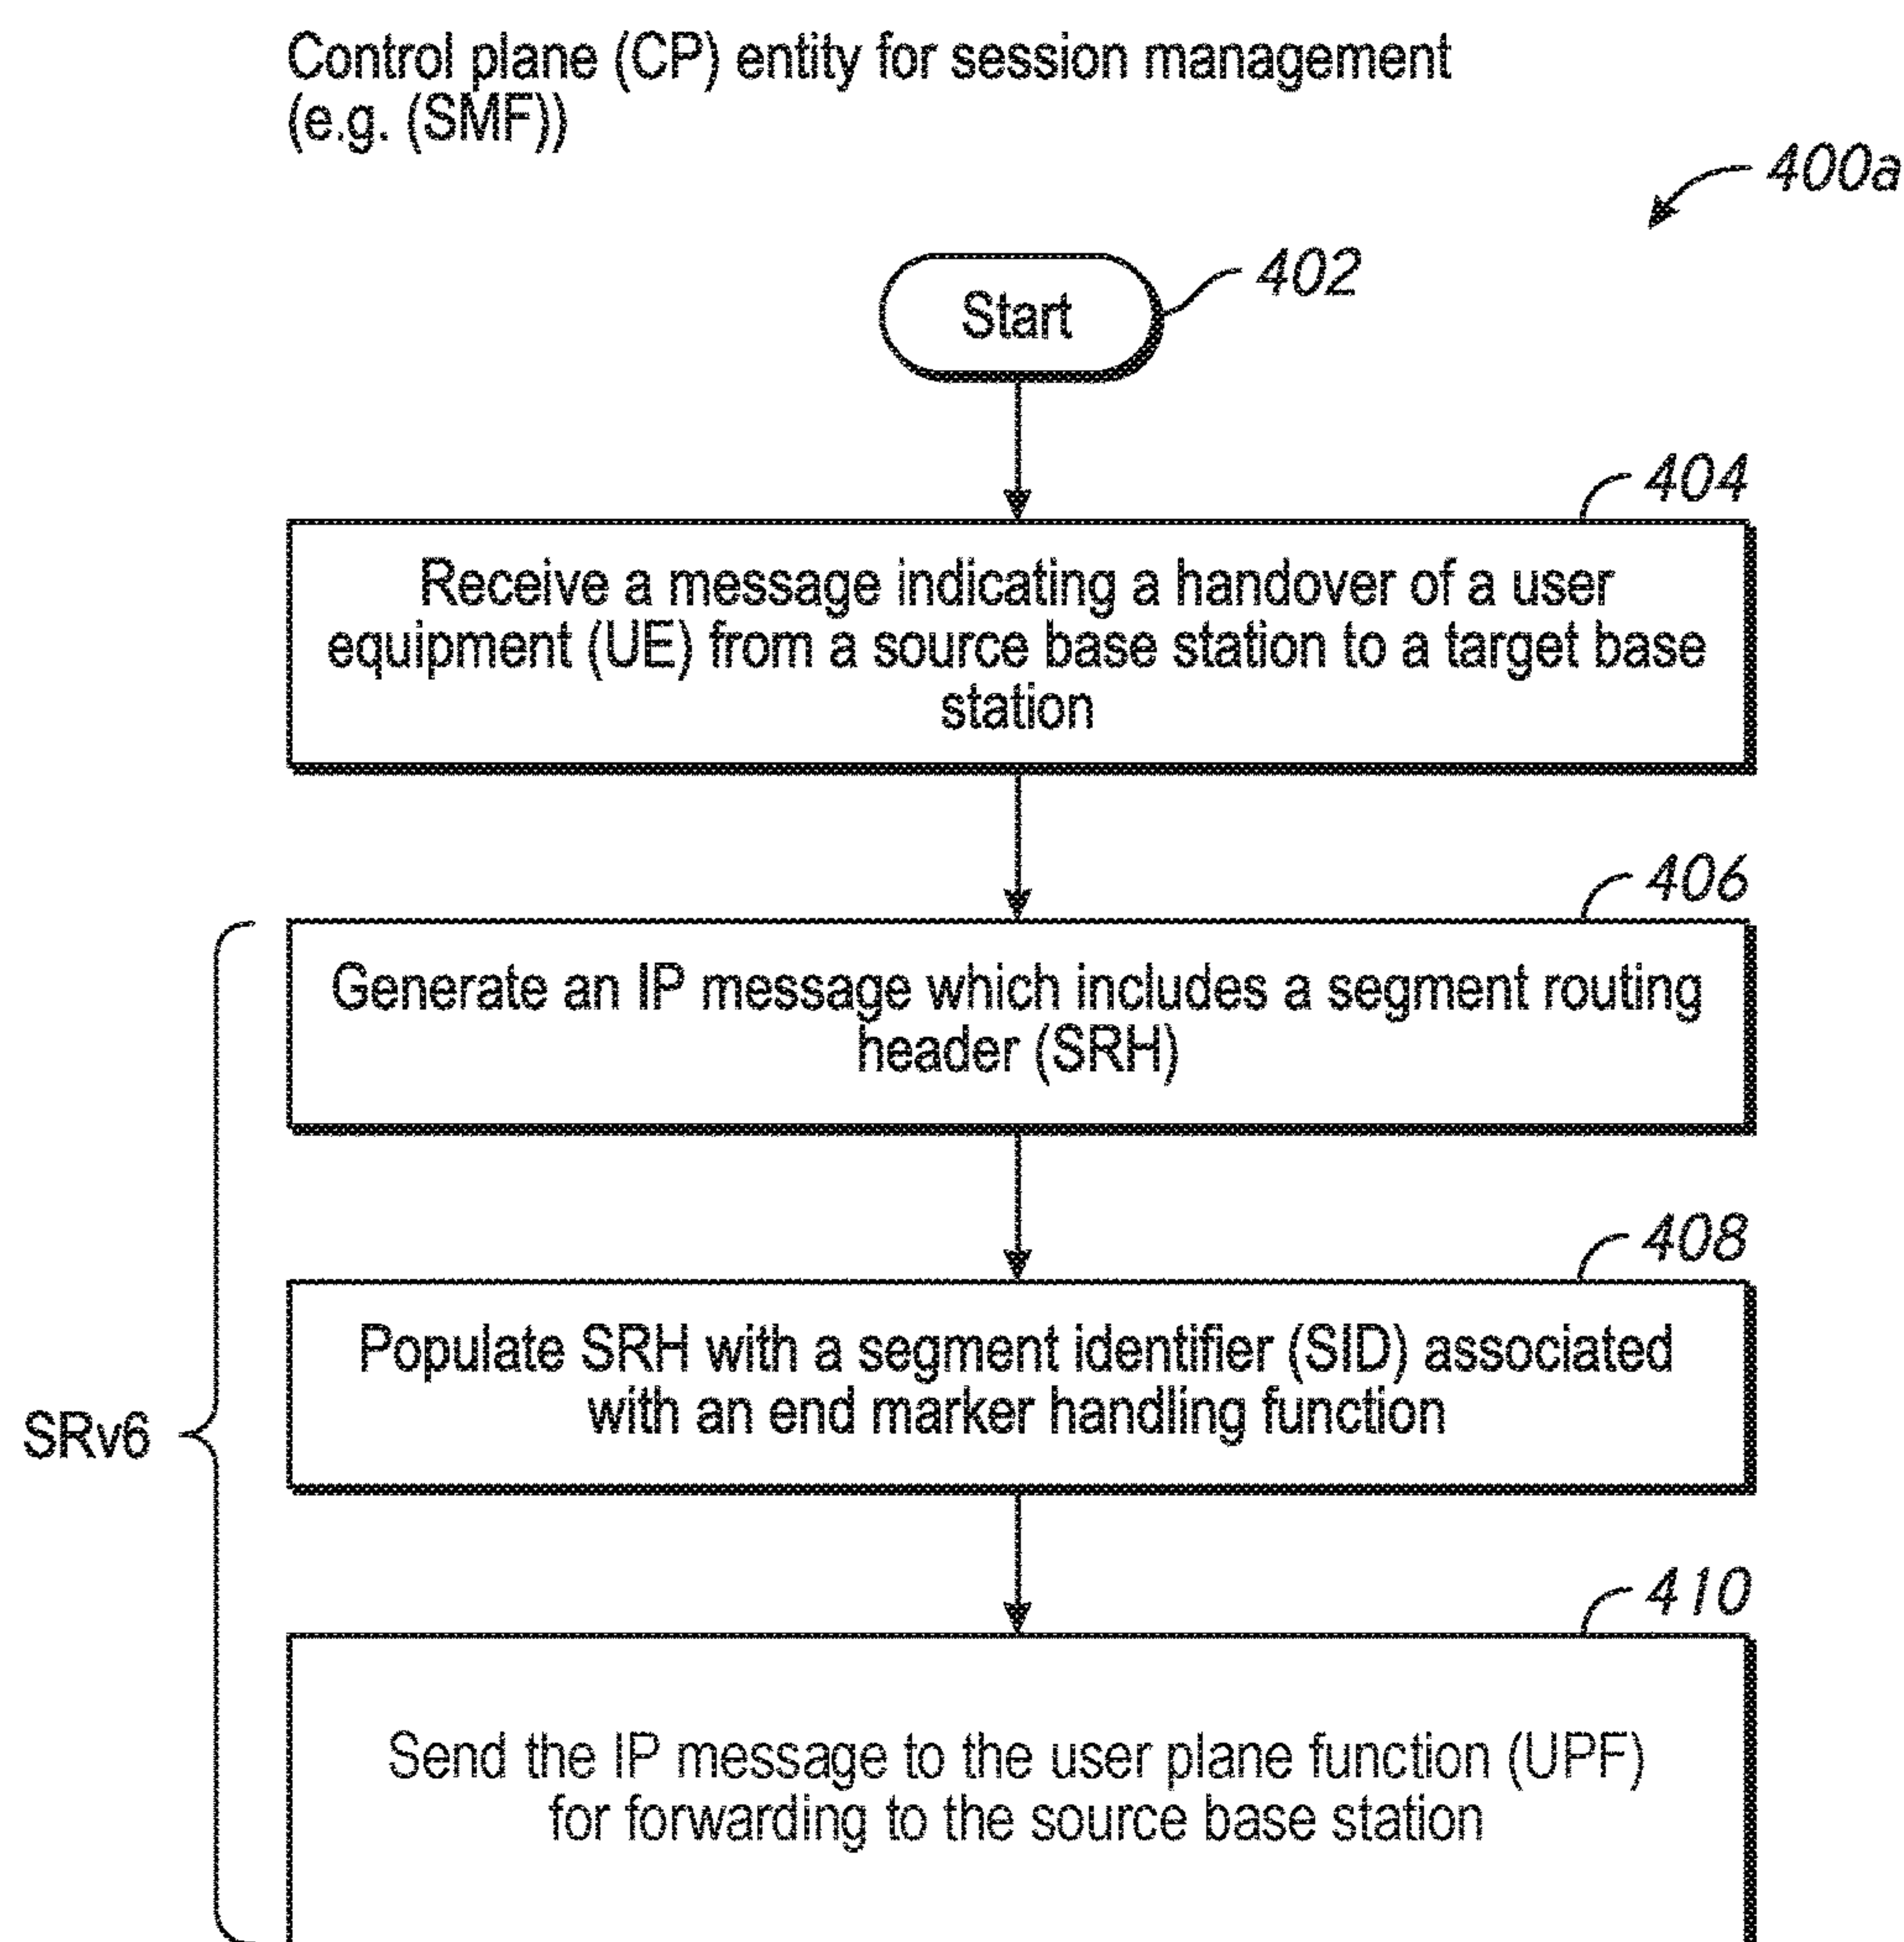 Control plane (CP) entity for session management
(e.g. (SMF))
400a
402
Start
404
Receive a message indicating a handover of a user
equipment (UE) from a source base station to a target base
station
406
Generate an IP message which includes a segment routing
header (SRH)
408
Populate SRH with a segment identifier (SID) associated
with an end marker handling function
SRv6
410
Send the IP message to the user plane function (UPF)
for forwarding to the source base station